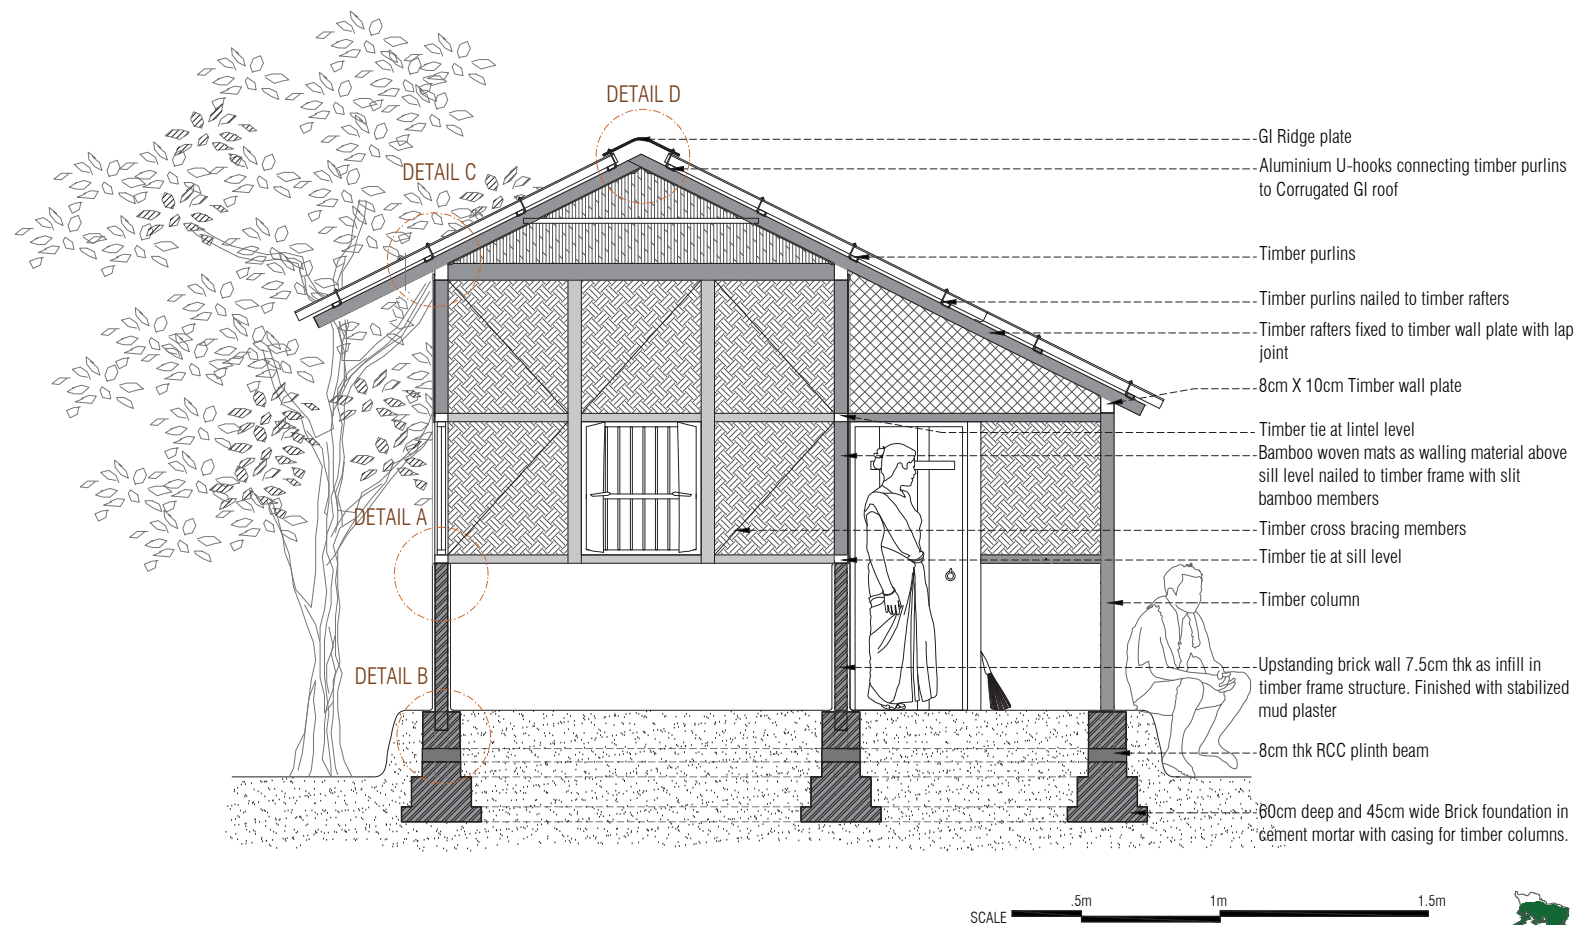 DETAIL D
GI Ridge plate
Aluminium U-hooks connecting timber purlins
to Corrugated GI roof
DETAIL C
Timber purlins
Timber purlins nailed to timber rafters
Timber rafters fixed to timber wall plate with lap
joint
8cm X 10cm Timber wall plate
Timber tie at lintel level
Bamboo woven mats as walling material above
sill level nailed to timber frame with slit
bamboo members
DETAIL A
Timber cross bracing members
Timber tie at sill level
Timber column
DETAIL B
Upstanding brick wall 7.5cm thk as infill in
timber frame structure. Finished with stabilized
mud plaster
8cm thk RCC plinth beam
60cm deep and 45cm wide Brick foundation in
cement mortar with casing for timber columns.
SCALE .5m 1m 1.5m